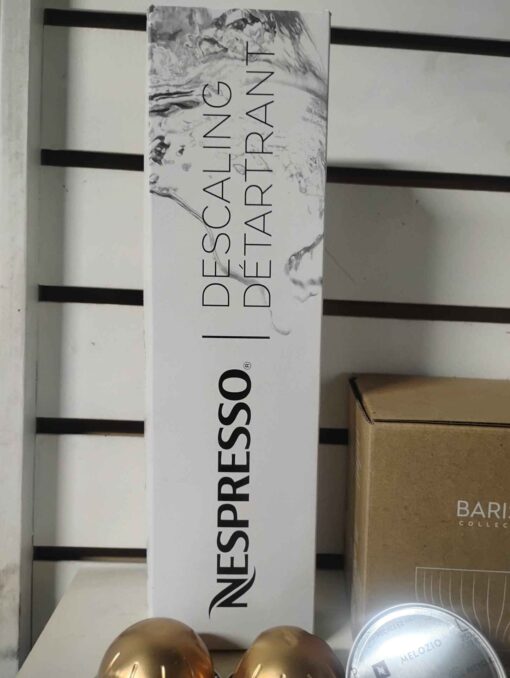 NESPRESSO® | DESCALING
DÉTARTRANT
MELOZIO